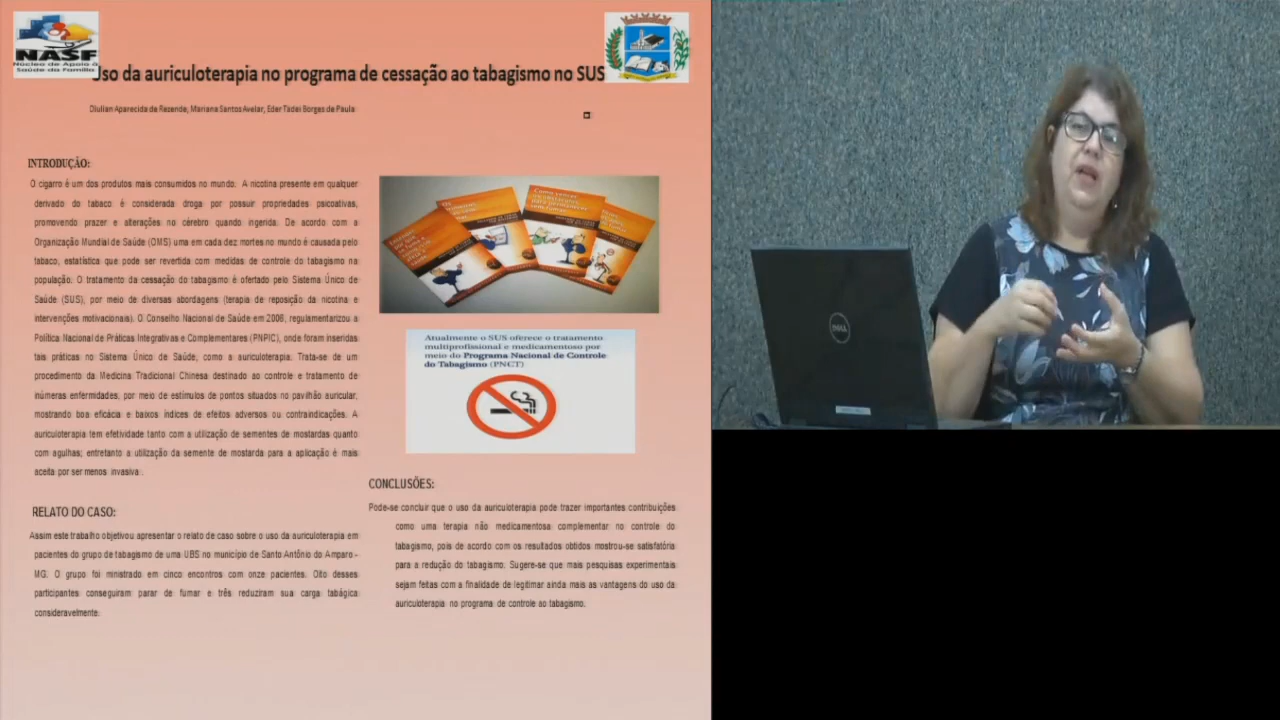 NASF
Núcleo de Apoio à
Saúde da Família
Uso da auriculoterapia no programa de cessação ao tabagismo no SUS
Diulian Aparecida de Rezende, Mariana Santos Avelar, Eder Tadei Borges de Paula
INTRODUÇÃO:
O cigarro é um dos produtos mais consumidos no mundo. A nicotina presente em qualquer
derivado do tabaco é considerada droga por possuir propriedades psicoativas,
promovendo prazer e alterações no cérebro quando ingerida. De acordo com a
Organização Mundial de Saúde (OMS) uma em cada dez mortes no mundo é causada pelo
tabaco, estatística que pode ser revertida com medidas de controle do tabagismo na
população. O tratamento da cessação do tabagismo é ofertado pelo Sistema Único de
Saúde (SUS), por meio de diversas abordagens (terapia de reposição da nicotina e
intervenções motivacionais). O Conselho Nacional de Saúde em 2006, regulamentarizou a
Política Nacional de Práticas Integrativas e Complementares (PNPIC), onde foram inseridas
tais práticas no Sistema Único de Saúde, como a auriculoterapia. Trata-se de um
procedimento da Medicina Tradicional Chinesa destinado ao controle e tratamento de
inúmeras enfermidades, por meio de estímulos de pontos situados no pavilhão auricular,
mostrando boa eficácia e baixos índices de efeitos adversos ou contraindicações. A
auriculoterapia tem efetividade tanto com a utilização de sementes de mostardas quanto
com agulhas; entretanto a utilização da semente de mostarda para a aplicação é mais
aceita por ser menos invasiva.
RELATO DO CASO:
Assim este trabalho objetivou apresentar o relato de caso sobre o uso da auriculoterapia em
pacientes do grupo de tabagismo de uma UBS no município de Santo Antônio do Amparo -
MG. O grupo foi ministrado em cinco encontros com onze pacientes. Oito desses
participantes conseguiram parar de fumar e três reduziram sua carga tabágica
consideravelmente.
Atualmente o SUS oferece o tratamento
multiprofissional e medicamentoso por
meio do Programa Nacional de Controle
do Tabagismo (PNCT)
CONCLUSÕES:
Pode-se concluir que o uso da auriculoterapia pode trazer importantes contribuições
como uma terapia não medicamentosa complementar no controle do
tabagismo, pois de acordo com os resultados obtidos mostrou-se satisfatória
para a redução do tabagismo. Sugere-se que mais pesquisas experimentais
sejam feitas com a finalidade de legitimar ainda mais as vantagens do uso da
auriculoterapia no programa de controle ao tabagismo.
DELL